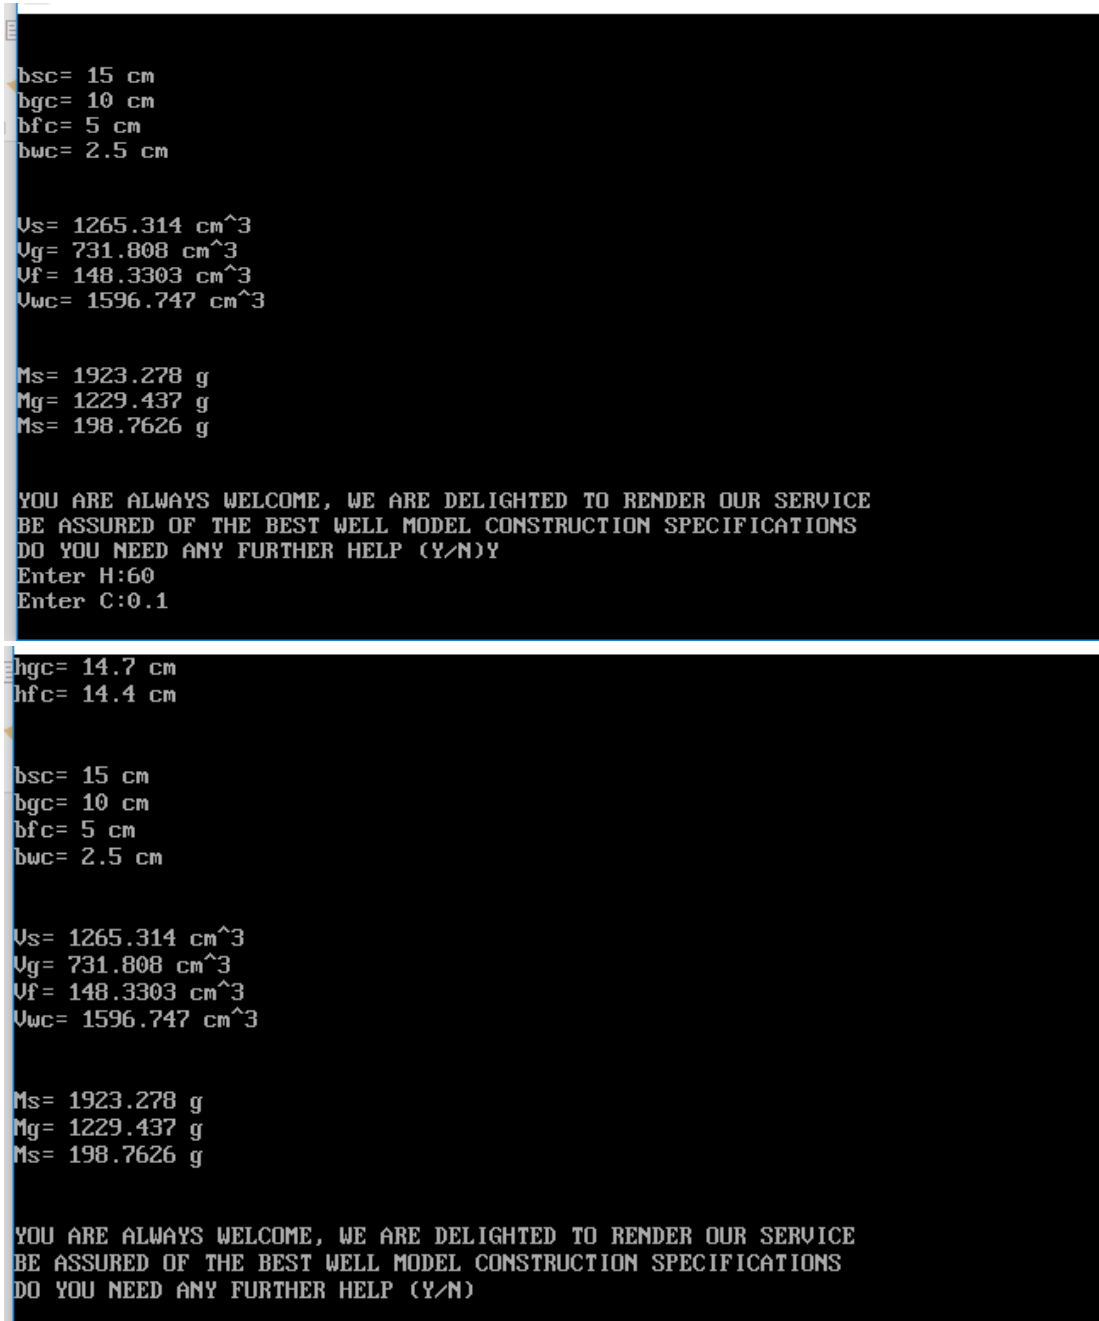 bsc= 15 cm
bgc= 10 cm
bfc= 5 cm
bwc= 2.5 cm
Vs= 1265.314 cm^3
Vg= 731.808 cm^3
Vf= 148.3303 cm^3
Vwc= 1596.747 cm^3
Ms= 1923.278 g
Mg= 1229.437 g
Ms= 198.7626 g
YOU ARE ALWAYS WELCOME, WE ARE DELIGHTED TO RENDER OUR SERVICE
BE ASSURED OF THE BEST WELL MODEL CONSTRUCTION SPECIFICATIONS
DO YOU NEED ANY FURTHER HELP (Y/N)Y
Enter H:60
Enter C:0.1
hgc= 14.7 cm
hfc= 14.4 cm
bsc= 15 cm
bgc= 10 cm
bfc= 5 cm
bwc= 2.5 cm
Vs= 1265.314 cm^3
Vg= 731.808 cm^3
Vf= 148.3303 cm^3
Vwc= 1596.747 cm^3
Ms= 1923.278 g
Mg= 1229.437 g
Ms= 198.7626 g
YOU ARE ALWAYS WELCOME, WE ARE DELIGHTED TO RENDER OUR SERVICE
BE ASSURED OF THE BEST WELL MODEL CONSTRUCTION SPECIFICATIONS
DO YOU NEED ANY FURTHER HELP (Y/N)